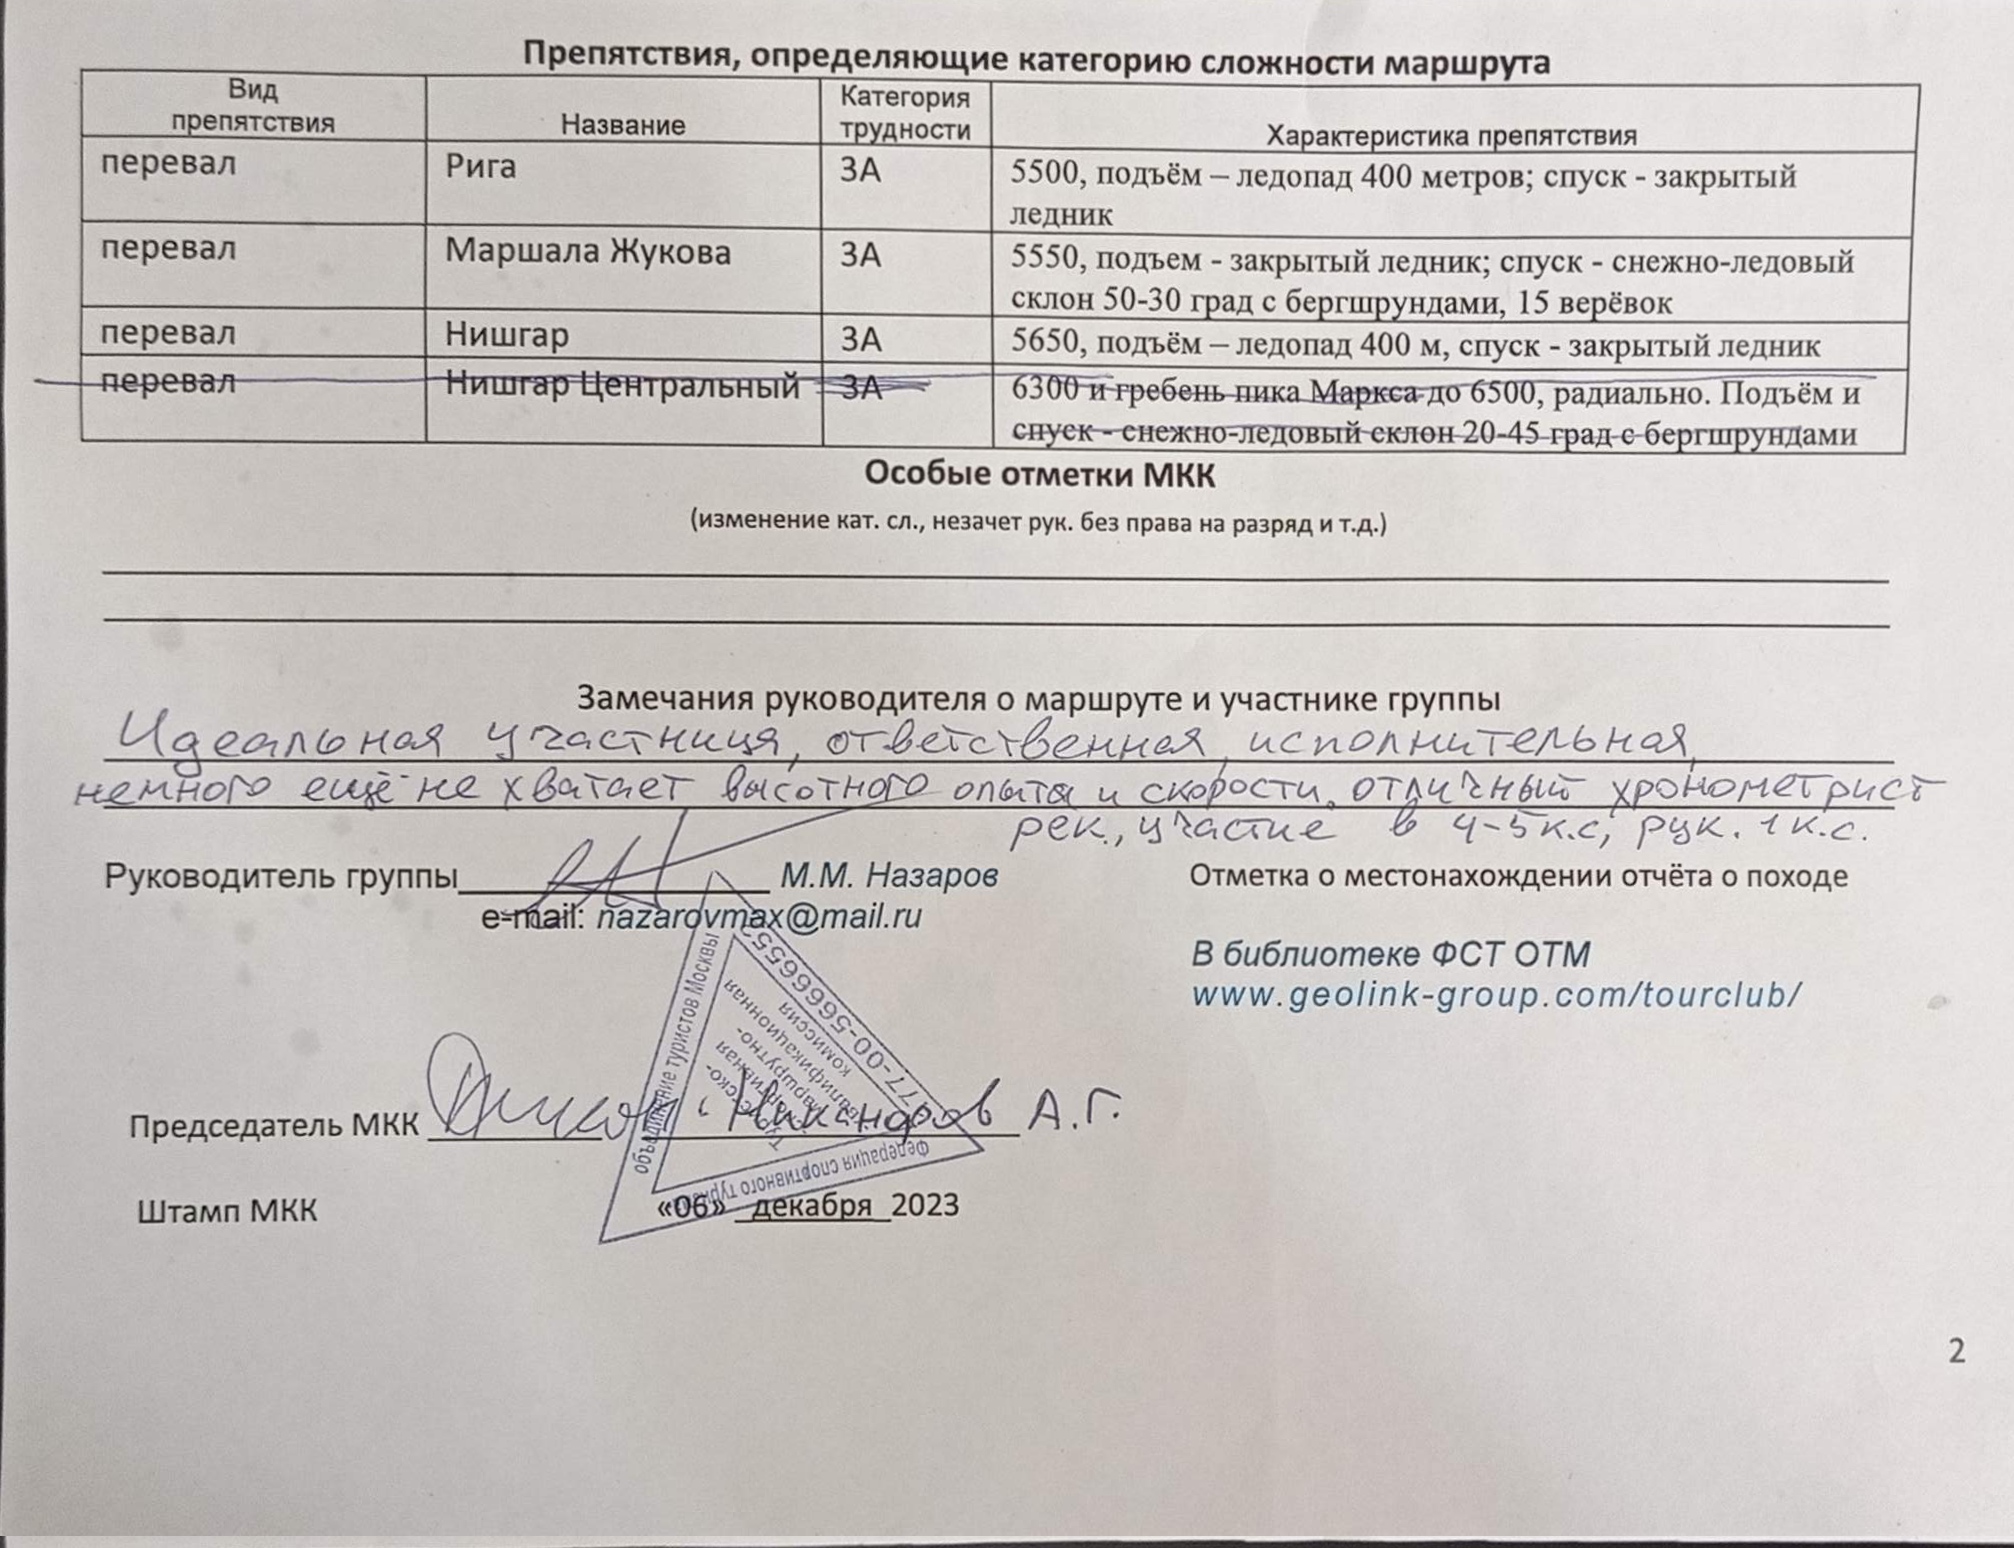 Препятствия, определяющие категорию сложности маршрута
Вид препятствия Название Категория трудности Характеристика препятствия
перевал Рига 3А 5500, подъём – ледопад 400 метров; спуск - закрытый
ледник
перевал Маршала Жукова 3А 5550, подъем - закрытый ледник; спуск - снежно-ледовый
склон 50-30 град с бергшрундами, 15 верёвок
перевал Нишгар 3А 5650, подъём – ледопад 400 м, спуск - закрытый ледник
перевал Нишгар Центральный 3А 6300 и гребень пика Маркса до 6500, радиально. Подъём и
спуск - снежно-ледовый склон 20-45 град с бергшрундами
Особые отметки МКК
(изменение кат. сл., незачет рук. без права на разряд и т.д.)
Замечания руководителя о маршруте и участнике группы
Идеальная участница, ответственная, исполнительная,
немного ещё не хватает высотного опыта и скорости, отличный хронометрист
рек., участие в 4-5 к.с, рук. 1 к.с.
Руководитель группы М.М. Назаров
e-mail: nazarovmax@mail.ru
Отметка о местонахождении отчёта о походе
В библиотеке ФСТ ОТМ
www.geolink-group.com/tourclub/
объединение туристов Москвы
Федерация спортивного туризма
маршрутно-
квалификационная
комиссия
Председатель МКК Никаноров А.Г.
Штамп МКК «06» декабря 2023
2